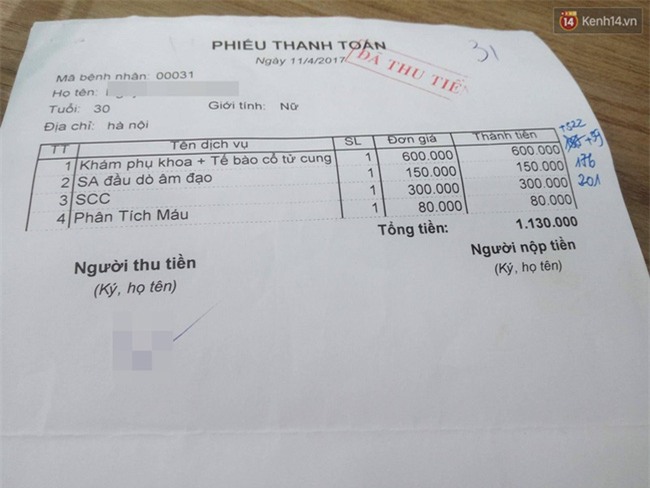 14 Kenh14.vn
PHIẾU THANH TOÁN
Ngày 11/4/2017
ĐÃ THU TIỀ
31
Mã bệnh nhân: 00031
Họ tên:
Tuổi: 30 Giới tính: Nữ
Địa chỉ: hà nội
TT Tên dịch vụ SL Đơn giá Thành tiền
1 Khám phụ khoa + Tế bào cổ tử cung 1 600.000 600.000
2 SA đầu dò âm đạo 1 150.000 150.000 176
3 SCC 1 300.000 300.000 201
4 Phân Tích Máu 1 80.000 80.000
Tổng tiền: 1.130.000
Người thu tiền Người nộp tiền
(Ký, họ tên) (Ký, họ tên)